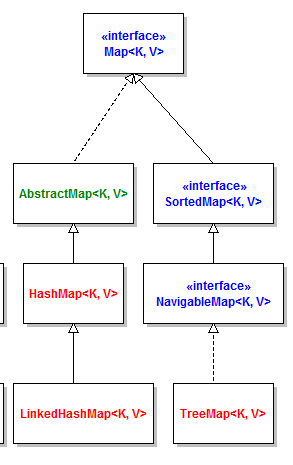 «interface»
Map<K, V>
AbstractMap<K, V>
«interface»
SortedMap<K, V>
HashMap<K, V>
«interface»
NavigableMap<K, V>
LinkedHashMap<K, V>
TreeMap<K, V>